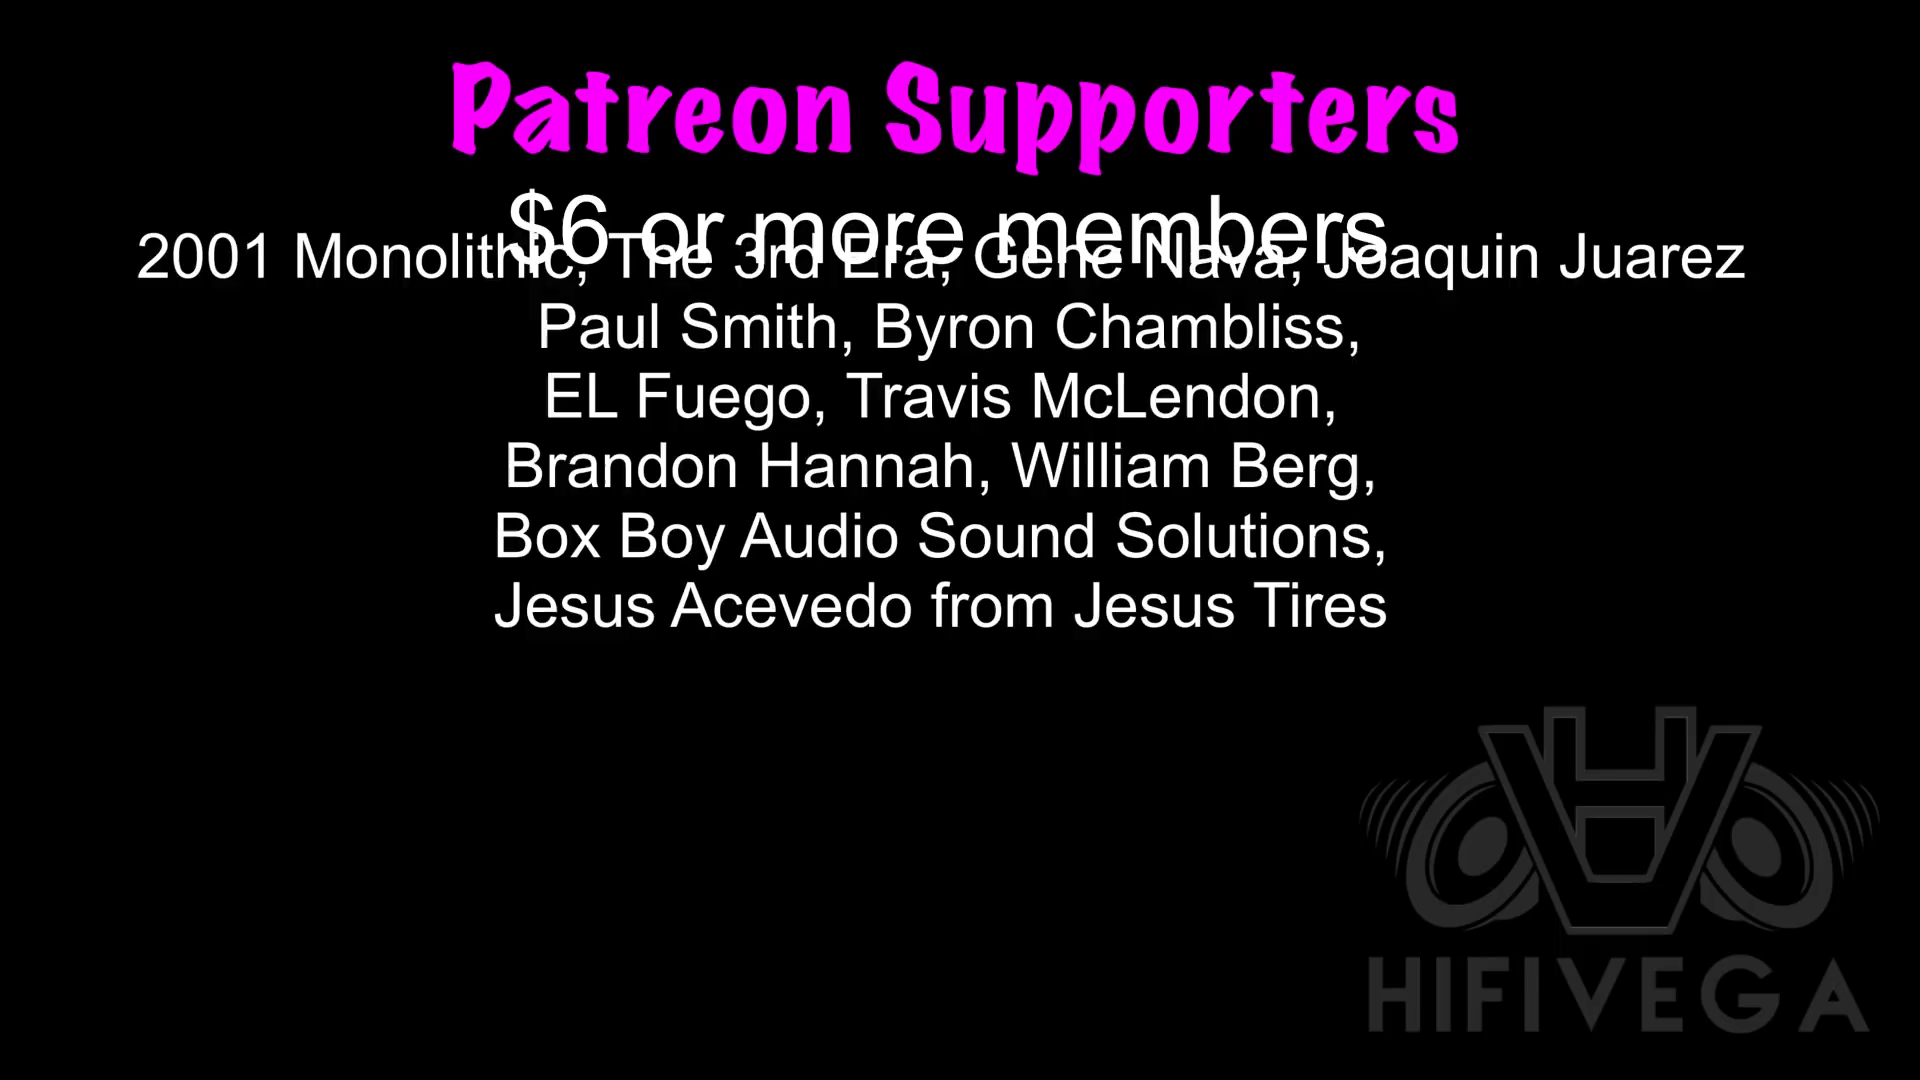 Patreon Supporters
$6 or more members
2001 Monolithic, The 3rd Era, Gene Nava, Joaquin Juarez
Paul Smith, Byron Chambliss,
EL Fuego, Travis McLendon,
Brandon Hannah, William Berg,
Box Boy Audio Sound Solutions,
Jesus Acevedo from Jesus Tires
HIFIVEGA